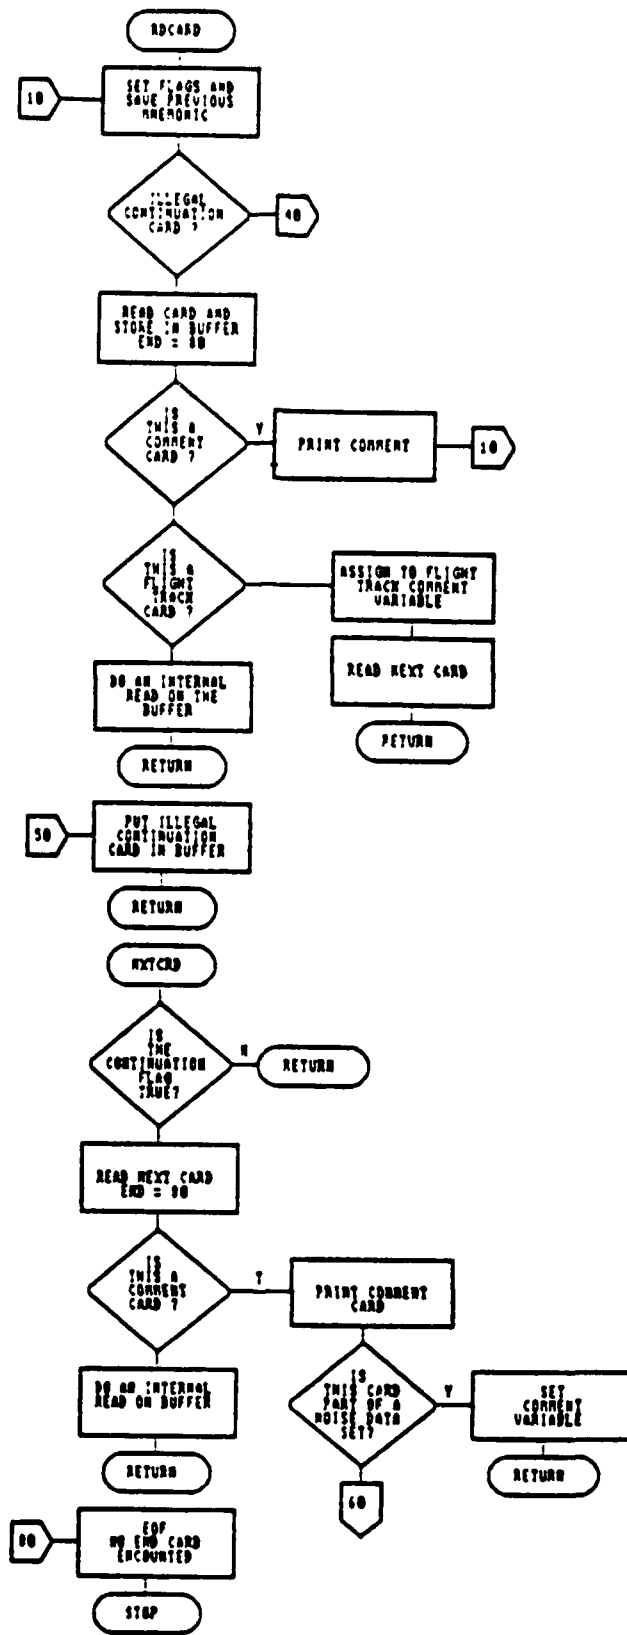 RDCARD
10
SET FLAGS AND
SAVE PREVIOUS
MNEMONIC
ILLEGAL
CONTINUATION
CARD ?
40
READ CARD AND
STORE IN BUFFER
END = 80
IS
THIS A
COMMENT
CARD ?
Y
PRINT COMMENT
10
IS
THIS A
FLIGHT
TRACK
CARD ?
ASSIGN TO FLIGHT
TRACK COMMENT
VARIABLE
READ NEXT CARD
RETURN
DO AN INTERNAL
READ ON THE
BUFFER
RETURN
50
PUT ILLEGAL
CONTINUATION
CARD IN BUFFER
RETURN
NXTCRD
IS
THE
CONTINUATION
FLAG
TRUE?
N
RETURN
READ NEXT CARD
END = 80
IS
THIS A
COMMENT
CARD ?
T
PRINT COMMENT
CARD
DO AN INTERNAL
READ ON BUFFER
RETURN
IS
THIS CARD
PART OF A
NOISE DATA
SET?
Y
SET
COMMENT
VARIABLE
RETURN
60
80
EOF
NO END CARD
ENCOUNTED
STOP